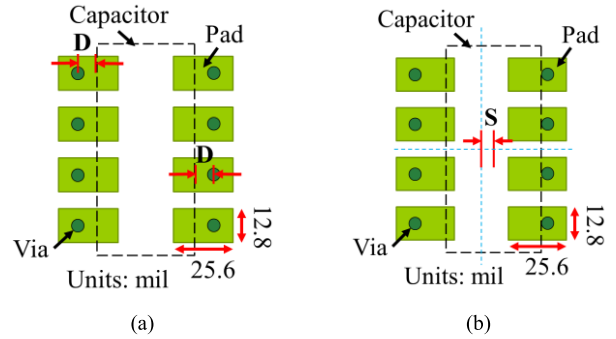 Capacitor
D
Pad
D
12.8
Via
25.6
Units: mil
(a)
Capacitor
Pad
S
12.8
Via
25.6
Units: mil
(b)